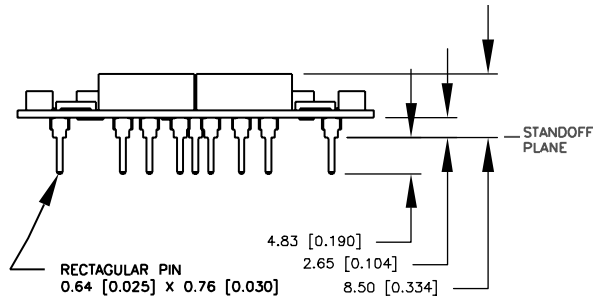 STANDOFF
PLANE
4.83 [0.190]
2.65 [0.104]
8.50 [0.334]
RECTAGULAR PIN
0.64 [0.025] X 0.76 [0.030]